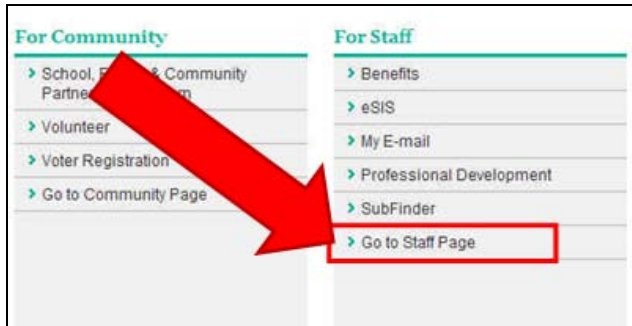 For Community
School, & Community
Partne m
Volunteer
Voter Registration
Go to Community Page
For Staff
Benefits
eSIS
My E-mail
Professional Development
SubFinder
Go to Staff Page